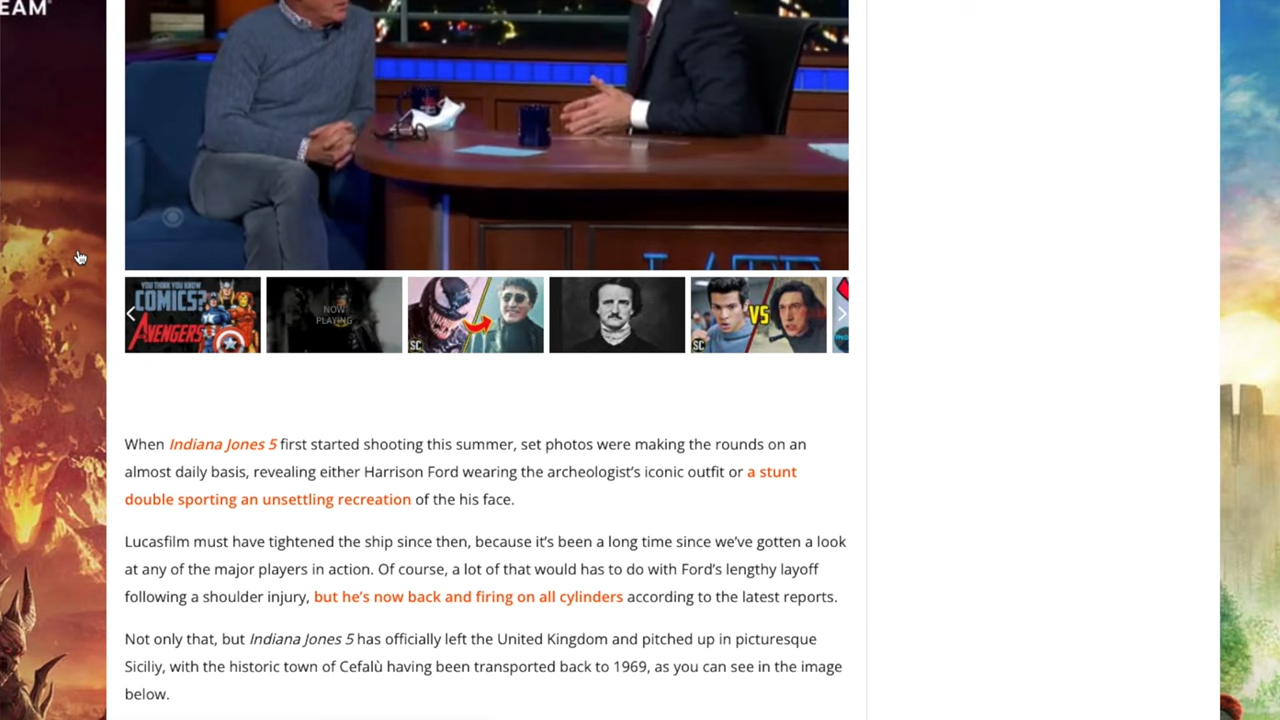 EAM
YOU THINK YOU KNOW
COMICS?
AVENGERS
NOW
PLAYING
SC
VS
SC
When Indiana Jones 5 first started shooting this summer, set photos were making the rounds on an
almost daily basis, revealing either Harrison Ford wearing the archeologist's iconic outfit or a stunt
double sporting an unsettling recreation of the his face.
Lucasfilm must have tightened the ship since then, because it's been a long time since we've gotten a look
at any of the major players in action. Of course, a lot of that would has to do with Ford's lengthy layoff
following a shoulder injury, but he's now back and firing on all cylinders according to the latest reports.
Not only that, but Indiana Jones 5 has officially left the United Kingdom and pitched up in picturesque
Siciliy, with the historic town of Cefalù having been transported back to 1969, as you can see in the image
below.